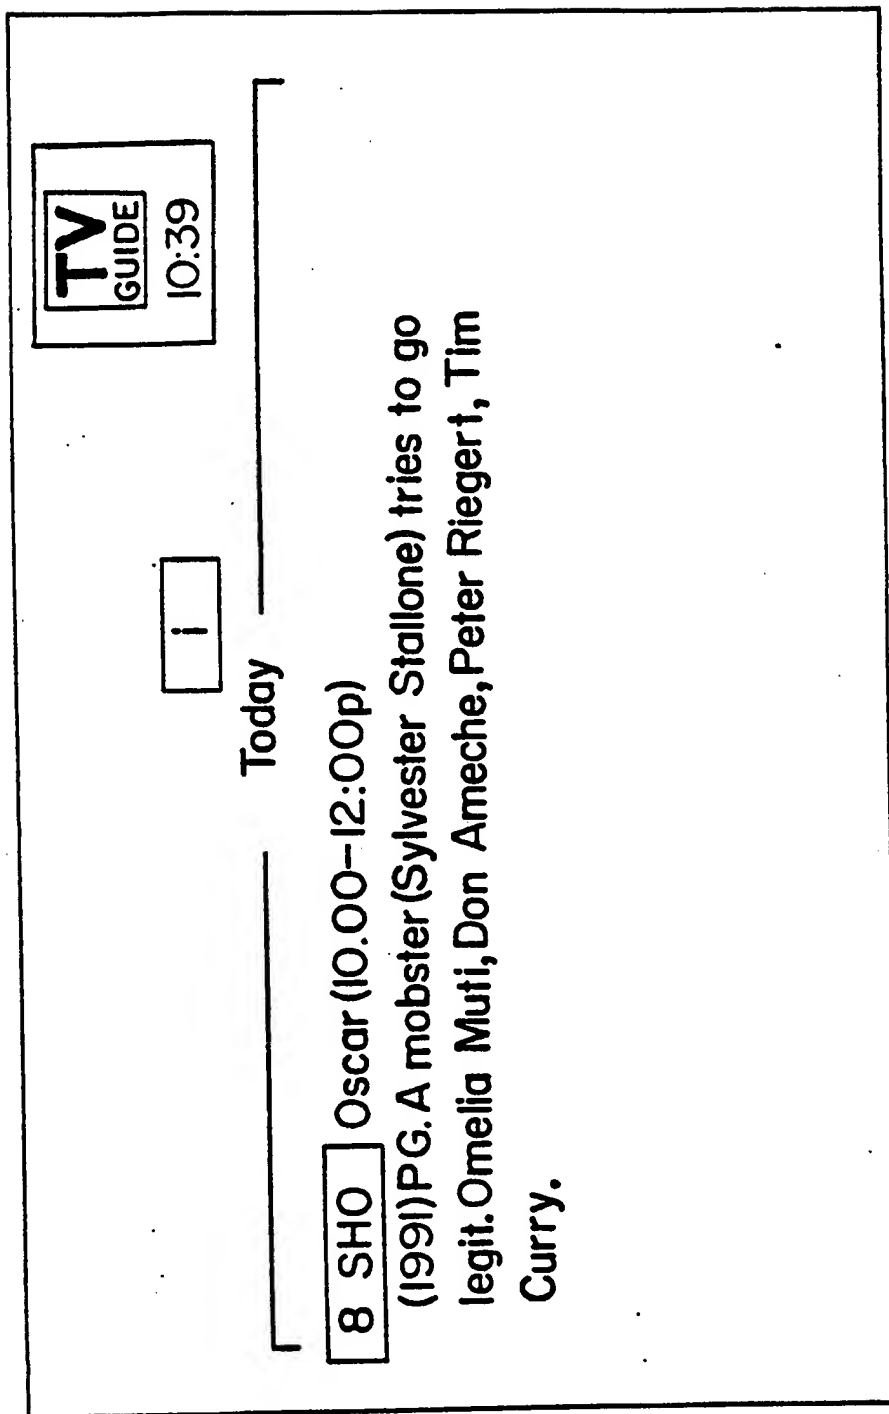 TV
GUIDE
10:39
i
Today
8 SHO Oscar (10.00-12:00p)
(1991) PG. A mobster (Sylvester Stallone) tries to go
legit. Omelia Muti, Don Ameche, Peter Riegert, Tim
Curry.